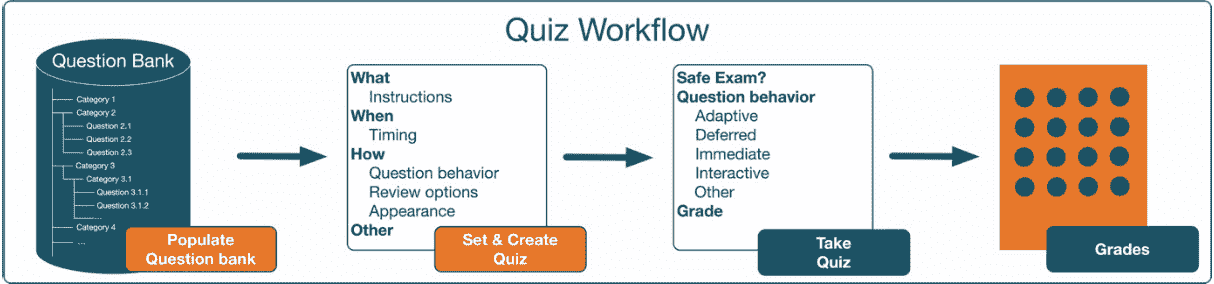 Quiz Workflow
Question Bank
Category 1
Category 2
Question 2.1
Question 2.2
Question 2.3
Category 3
Category 3.1
Question 3.1.1
Question 3.1.2
....
Category 4
...
Populate
Question bank
What
Instructions
When
Timing
How
Question behavior
Review options
Appearance
Other
Set & Create
Quiz
Safe Exam?
Question behavior
Adaptive
Deferred
Immediate
Interactive
Other
Grade
Take
Quiz
Grades